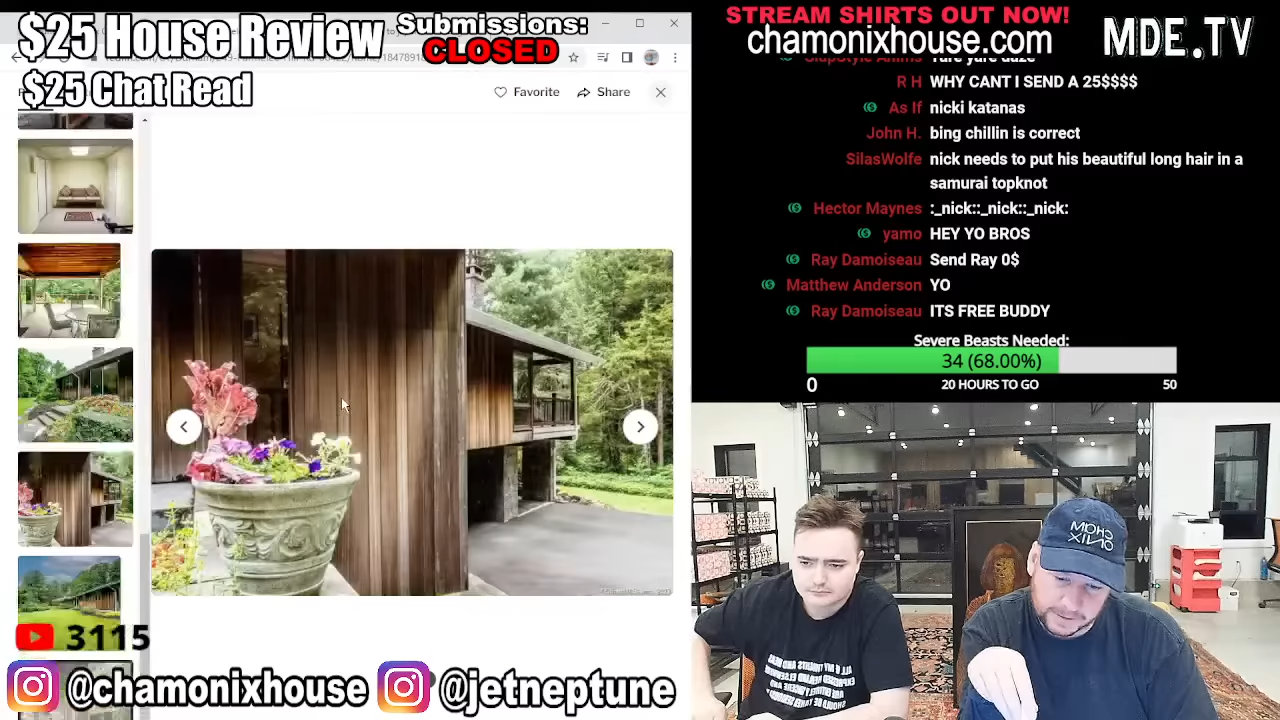 $25 House Review
Submissions:
CLOSED
$25 Chat Read
Favorite
Share
STREAM SHIRTS OUT NOW!
chamonixhouse.com
MDE.TV
R H WHY CANT I SEND A 25$$$$
As If nicki katanas
John H. bing chillin is correct
SilasWolfe nick needs to put his beautiful long hair in a
samurai topknot
Hector Maynes :_nick::_nick::_nick:
yamo HEY YO BROS
Ray Damoiseau Send Ray 0$
Matthew Anderson YO
Ray Damoiseau ITS FREE BUDDY
Severe Beasts Needed:
34 (68.00%)
0
20 HOURS TO GO
50
3115
@chamonixhouse
@jetneptune